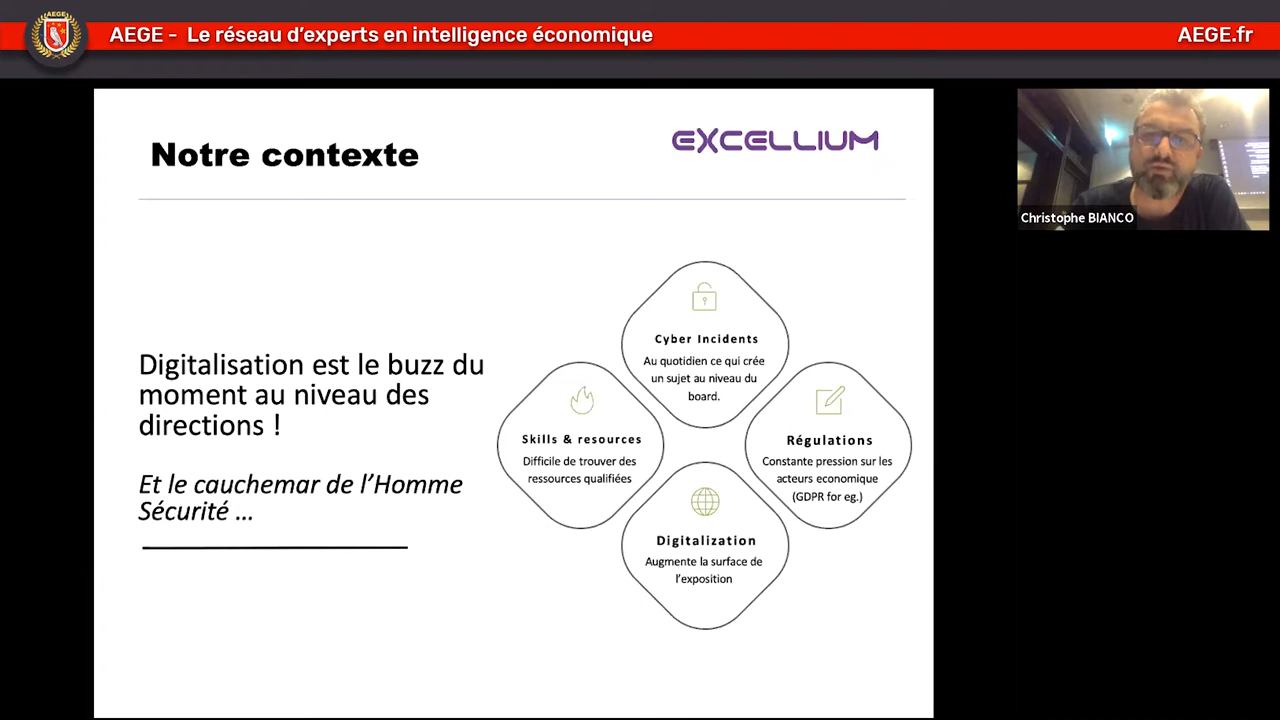 AEGE
AEGE - Le réseau d'experts en intelligence économique
AEGE.fr
Notre contexte
EXCELLIUM
Christophe BIANCO
Digitalisation est le buzz du
moment au niveau des
directions !
Et le cauchemar de l'Homme
Sécurité ...
Cyber Incidents
Au quotidien ce qui crée
un sujet au niveau du
board.
Skills & resources
Difficile de trouver des
ressources qualifiées
Régulations
Constante pression sur les
acteurs economique
(GDPR for eg.)
Digitalization
Augmente la surface de
l'exposition